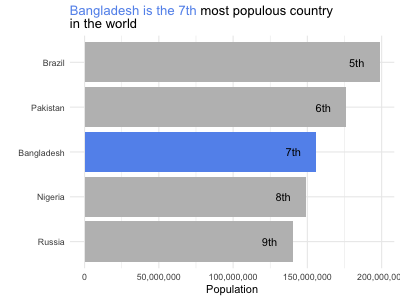 Bangladesh is the 7th most populous country
in the world
Brazil
5th
Pakistan
6th
Bangladesh
7th
Nigeria
8th
Russia
9th
0
50,000,000
100,000,000
150,000,000
200,000,00
Population